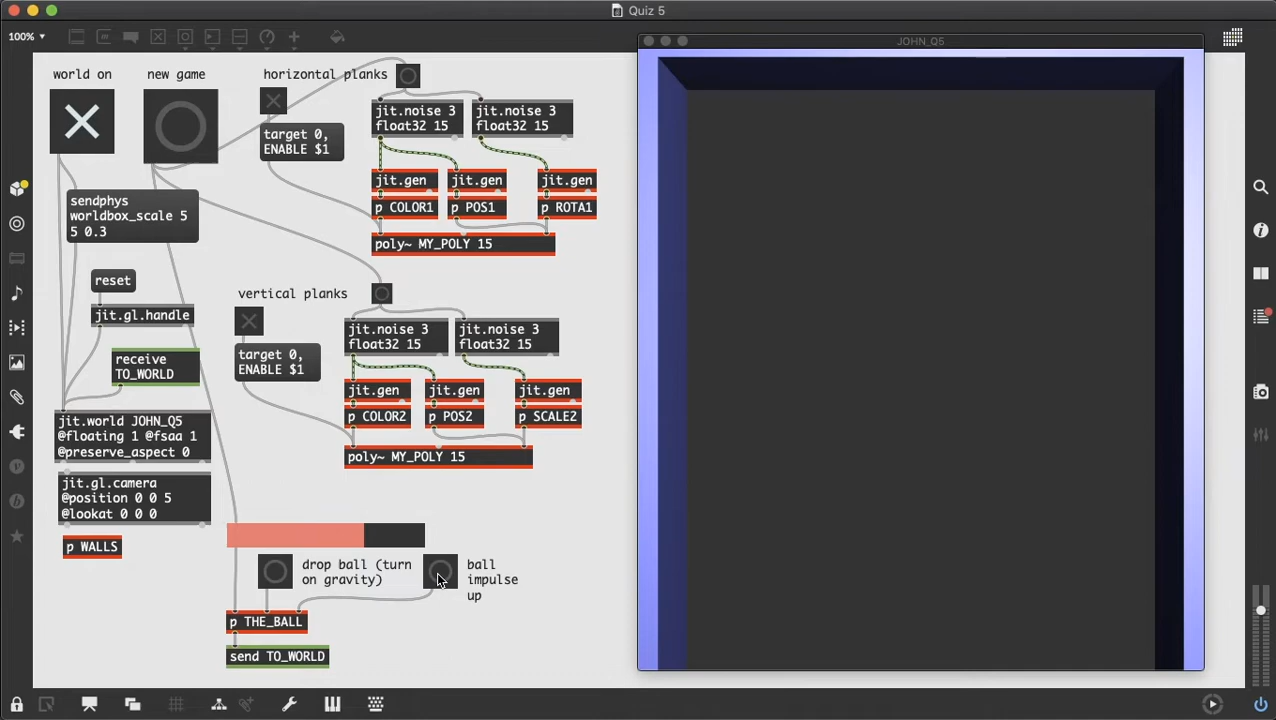 Quiz 5
100%
JOHN_Q5
world on
new game
horizontal planks
jit.noise 3
float32 15
jit.noise 3
float32 15
target 0,
ENABLE $1
jit.gen
jit.gen
jit.gen
p COLOR1
p POS1
p ROTA1
sendphys
worldbox_scale 5
5 0.3
poly~ MY_POLY 15
reset
vertical planks
jit.gl.handle
jit.noise 3
float32 15
jit.noise 3
float32 15
receive
TO_WORLD
target 0,
ENABLE $1
jit.gen
jit.gen
jit.gen
p COLOR2
p POS2
p SCALE2
jit.world JOHN_Q5
@floating 1 @fsaa 1
@preserve_aspect 0
poly~ MY_POLY 15
jit.gl.camera
@position 0 0 5
@lookat 0 0 0
p WALLS
drop ball (turn
on gravity)
ball
impulse
up
p THE_BALL
send TO_WORLD